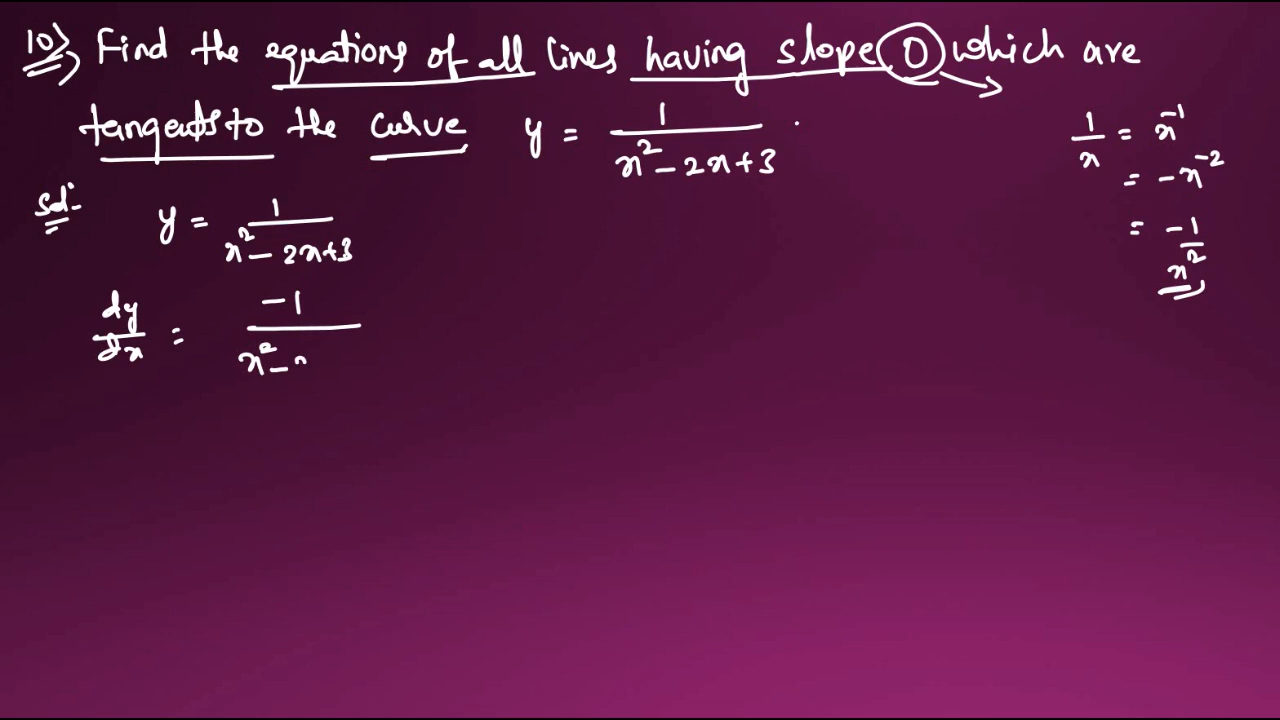 10) Find the equations of all lines having slope 0 which are
tangents to the curve y = 1/(x² - 2x + 3) .
Sol:- y = 1/(x² - 2x + 3)
dy/dx = -1/(x² -
1/x = x⁻¹
= -x⁻²
= -1/x²